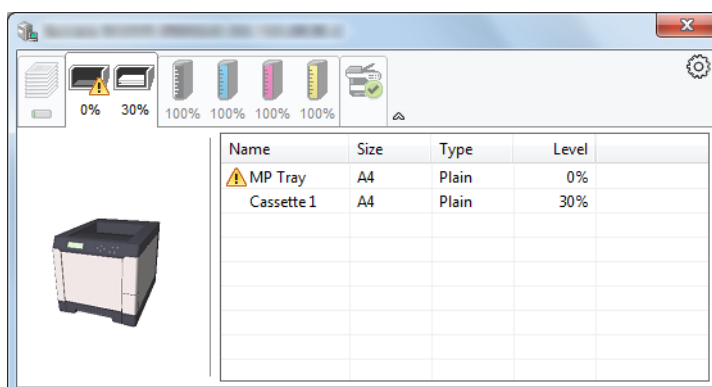 0% 30% 100% 100% 100% 100%
Name Size Type Level
MP Tray A4 Plain 0%
Cassette 1 A4 Plain 30%